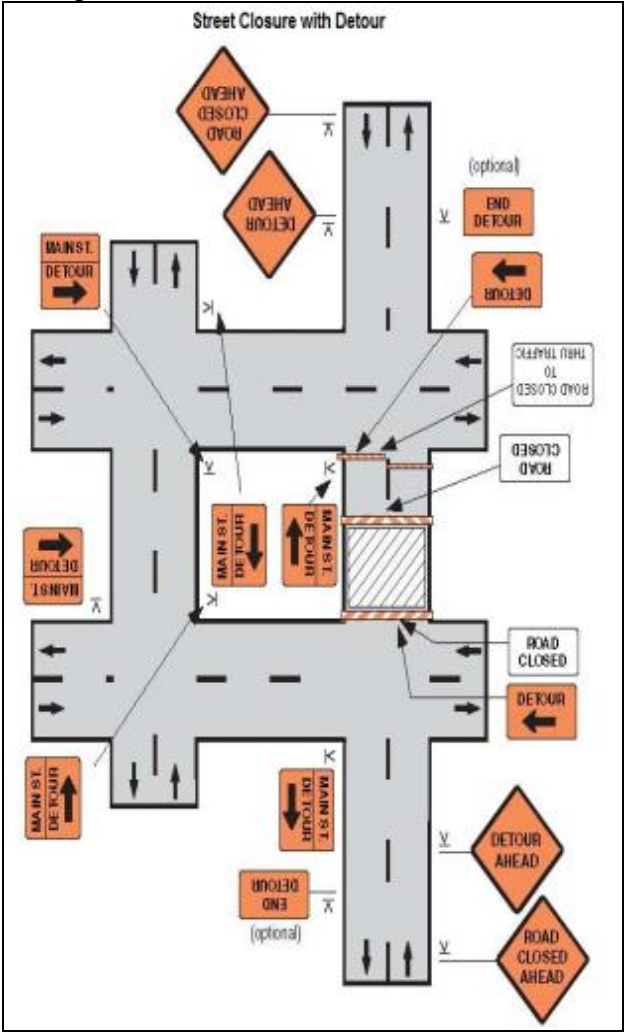 Street Closure with Detour
ROAD
CLOSED
AHEAD
DETOUR
AHEAD
(optional)
END
DETOUR
MAIN ST.
DETOUR
DETOUR
ROAD CLOSED
TO
THRU TRAFFIC
ROAD
CLOSED
MAIN ST.
DETOUR
MAIN ST.
DETOUR
MAIN ST.
DETOUR
ROAD
CLOSED
DETOUR
MAIN ST.
DETOUR
MAIN ST.
DETOUR
DETOUR
AHEAD
END
DETOUR
(optional)
ROAD
CLOSED
AHEAD